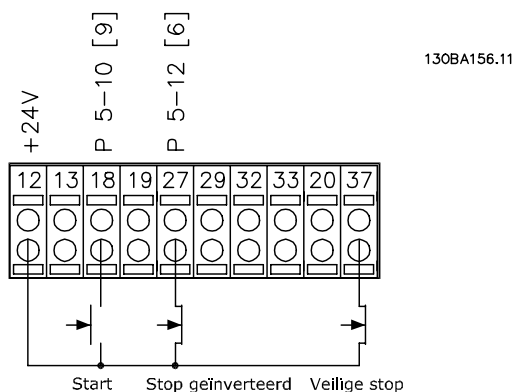 130BA156.11
+24V
P 5-10 [9]
P 5-12 [6]
12 13 18 19 27 29 32 33 20 37
Start Stop geïnverteerd Veilige stop